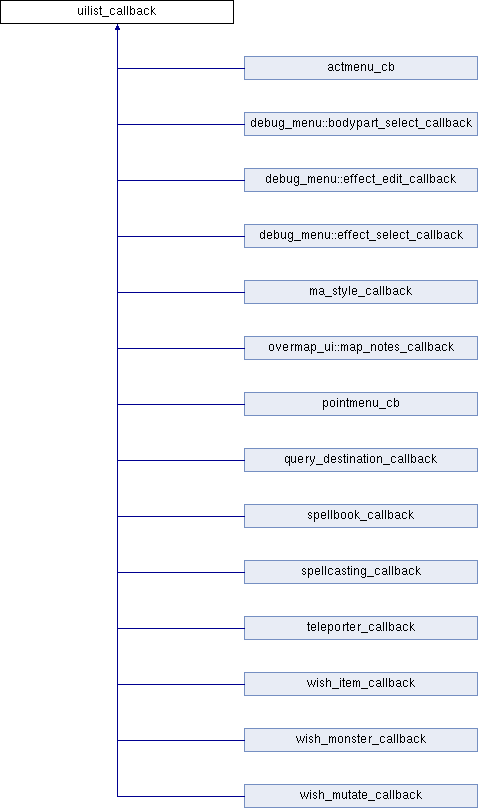 uilist_callback
actmenu_cb
debug_menu::bodypart_select_callback
debug_menu::effect_edit_callback
debug_menu::effect_select_callback
ma_style_callback
overmap_ui::map_notes_callback
pointmenu_cb
query_destination_callback
spellbook_callback
spellcasting_callback
teleporter_callback
wish_item_callback
wish_monster_callback
wish_mutate_callback